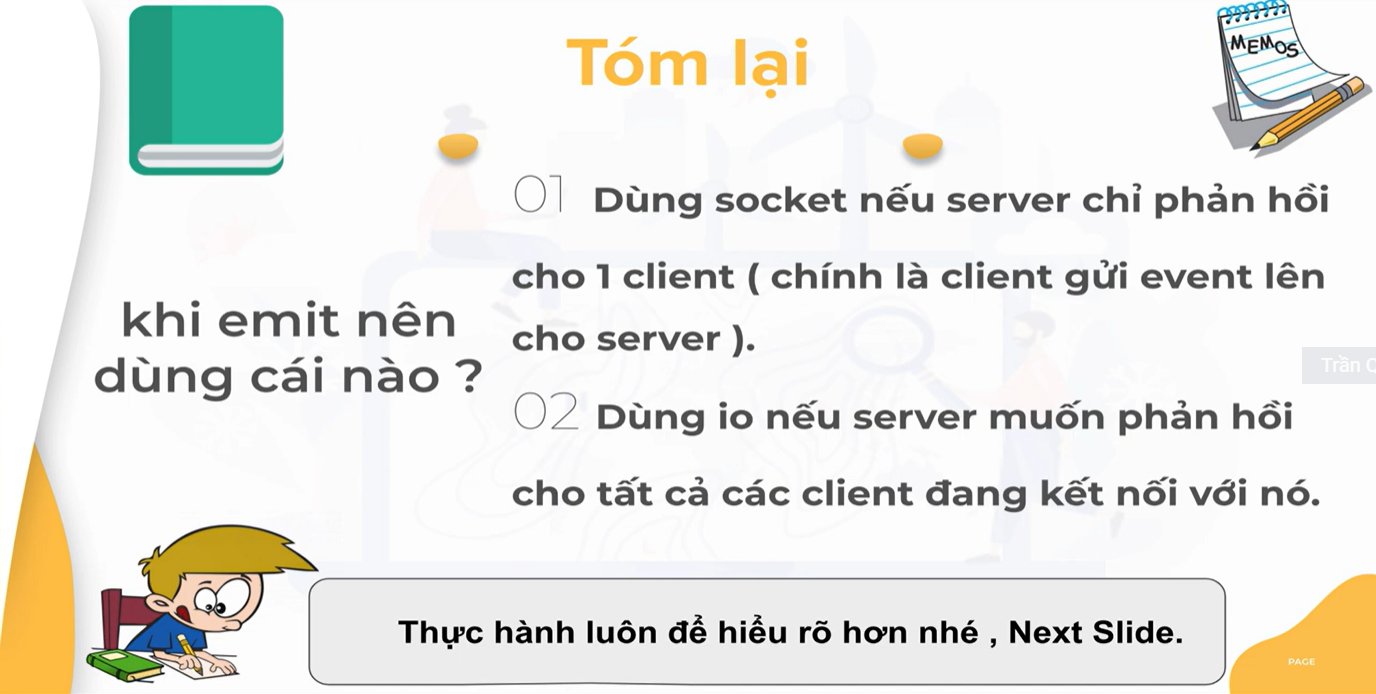 Tóm lại
MEMOS
01 Dùng socket nếu server chỉ phản hồi
cho 1 client ( chính là client gửi event lên
cho server ).
khi emit nên
dùng cái nào ?
02 Dùng io nếu server muốn phản hồi
cho tất cả các client đang kết nối với nó.
Trần
Thực hành luôn để hiểu rõ hơn nhé , Next Slide.
PAGE